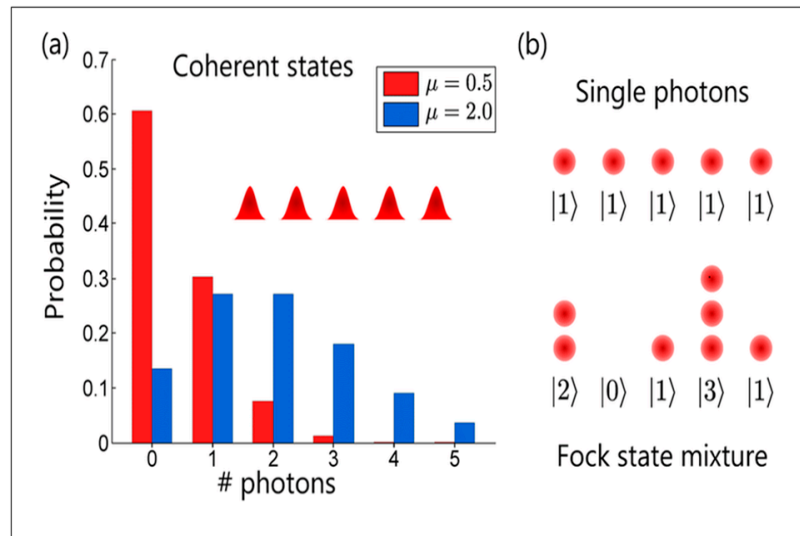 (a)
Coherent states
μ = 0.5
μ = 2.0
Probability
0.7
0.6
0.5
0.4
0.3
0.2
0.1
0
0 1 2 3 4 5
# photons
(b)
Single photons
|1⟩ |1⟩ |1⟩ |1⟩ |1⟩
|2⟩ |0⟩ |1⟩ |3⟩ |1⟩
Fock state mixture